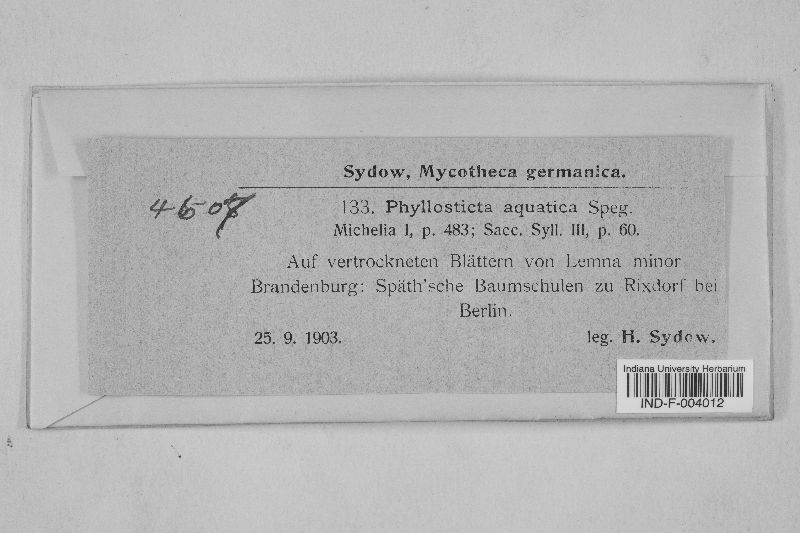 Sydow, Mycotheca germanica.
133. Phyllosticta aquatica Speg.
Michelia I, p. 483; Sacc. Syll. III, p. 60.
Auf vertrockneten Blättern von Lemna minor
Brandenburg: Späth'sche Baumschulen zu Rixdorf bei
Berlin.
25. 9. 1903. leg. H. Sydow.
Indiana University Herbarium
IND-F-004012